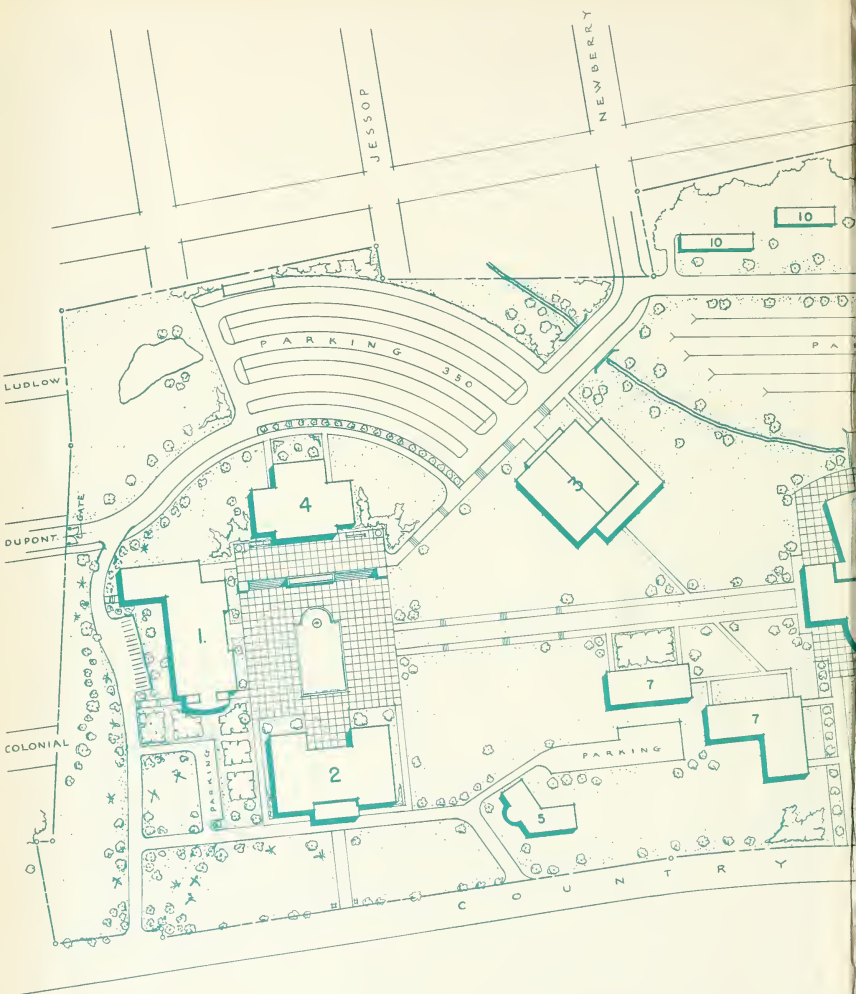 NEWBERRY
JESSOP
10
10
PARKING 350
PA
LUDLOW
3
4
GATE
DUPONT
1.
7
7
COLONIAL
PARKING
PARKING
2
5
COUNTRY